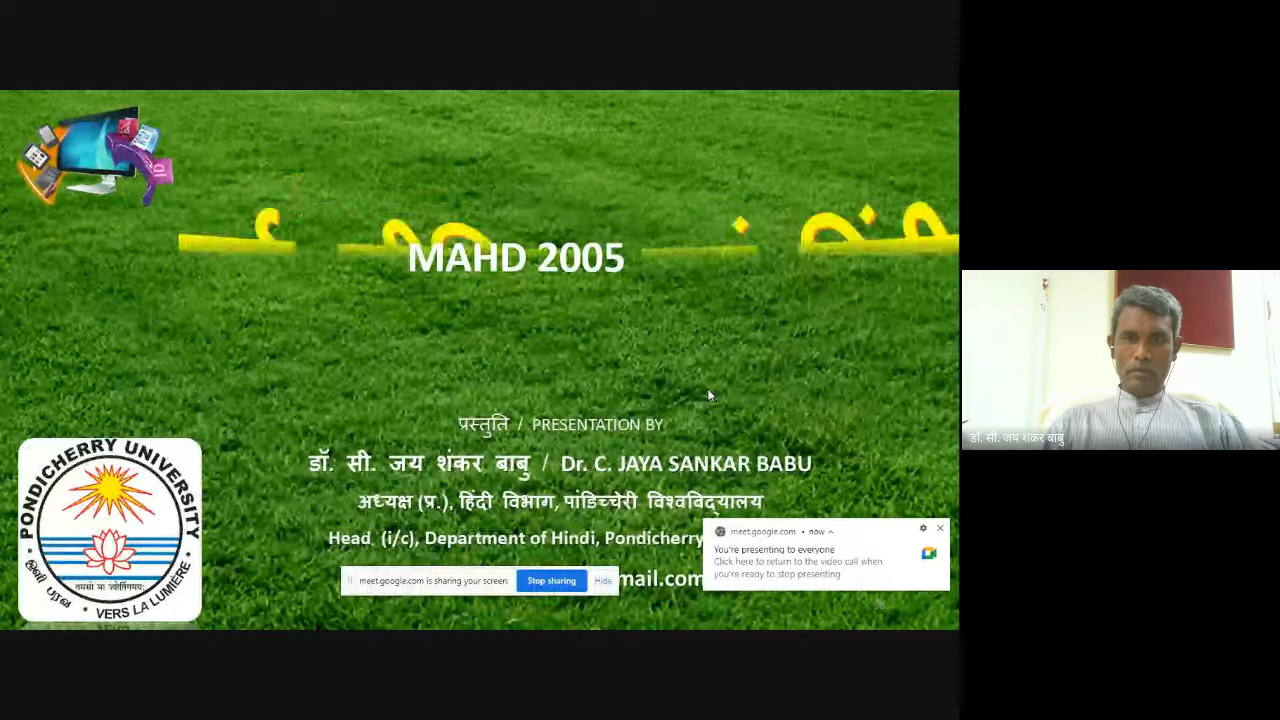 MAHD 2005
प्रस्तुति / PRESENTATION BY
डॉ. सी. जय शंकर बाबु / Dr. C. JAYA SANKAR BABU
अध्यक्ष (प्र.), हिंदी विभाग, पांडिच्चेरी विश्वविद्यालय
Head (i/c), Department of Hindi, Pondicherry
mail.com
meet.google.com is sharing your screen
Stop sharing
Hide
meet.google.com • now
You're presenting to everyone
Click here to return to the video call when
you're ready to stop presenting
PONDICHERRY UNIVERSITY
तमसो मा ज्योतिर्गमय:
VERS LA LUMIÈRE
डॉ. सी. जय शंकर बाबु